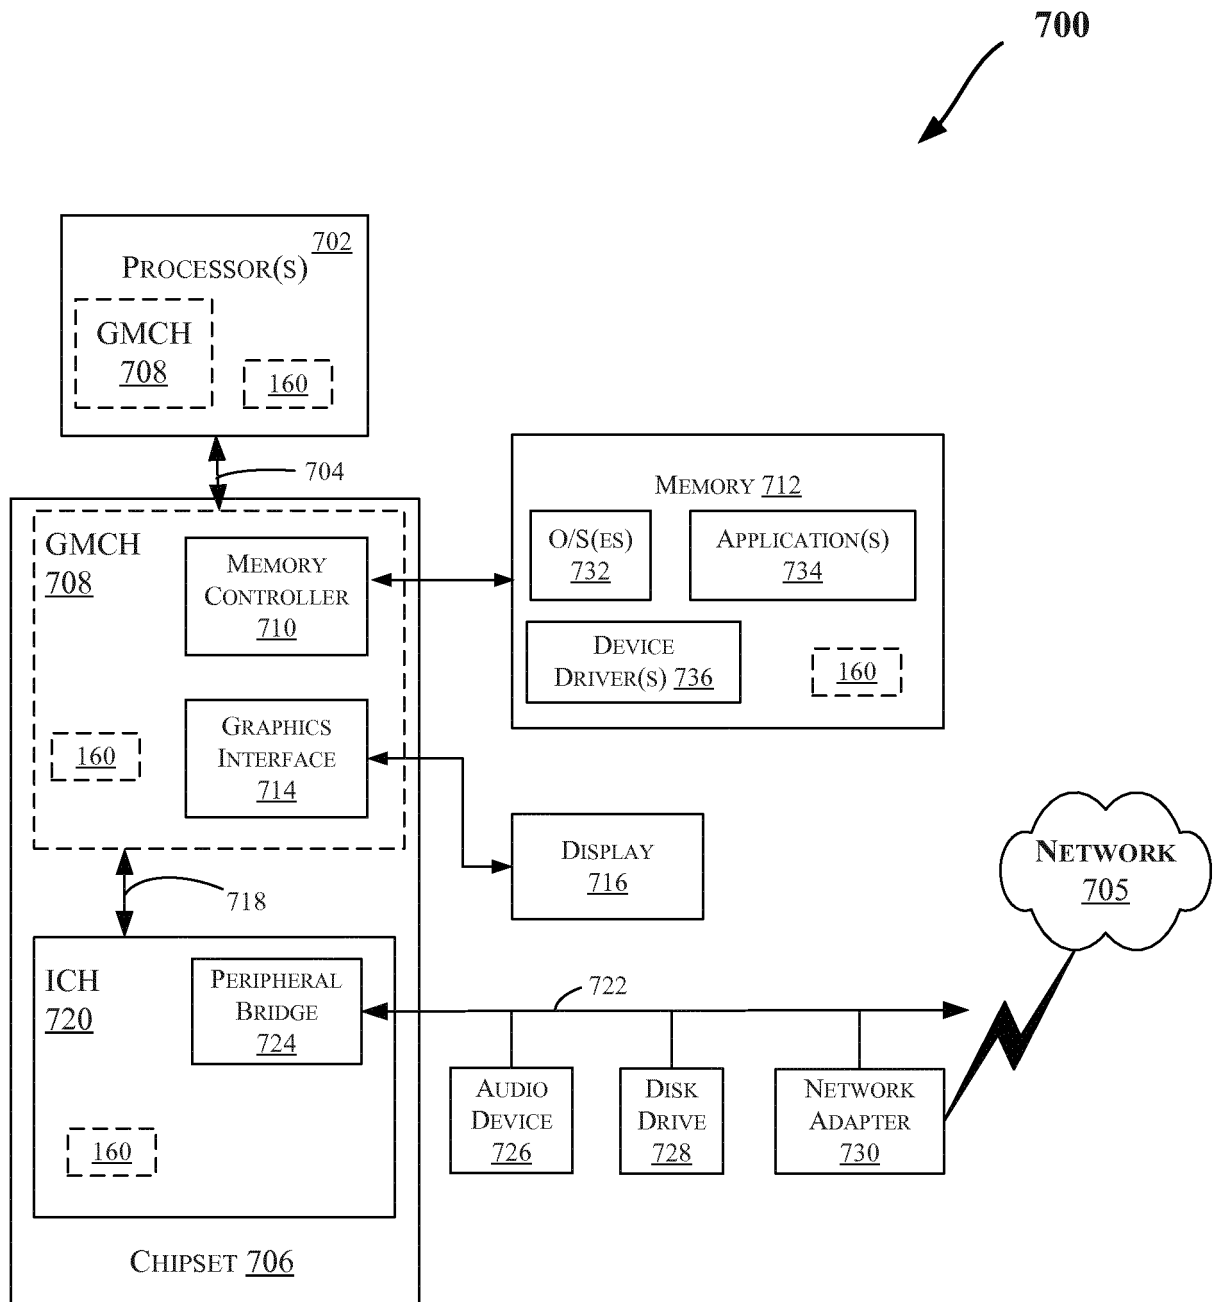 700
702
PROCESSOR(S)
GMCH
708
160
704
GMCH
708
MEMORY
CONTROLLER
710
160
GRAPHICS
INTERFACE
714
MEMORY 712
O/S(ES)
732
APPLICATION(S)
734
DEVICE
DRIVER(S) 736
160
DISPLAY
716
NETWORK
705
718
ICH
720
PERIPHERAL
BRIDGE
724
160
722
AUDIO
DEVICE
726
DISK
DRIVE
728
NETWORK
ADAPTER
730
CHIPSET 706